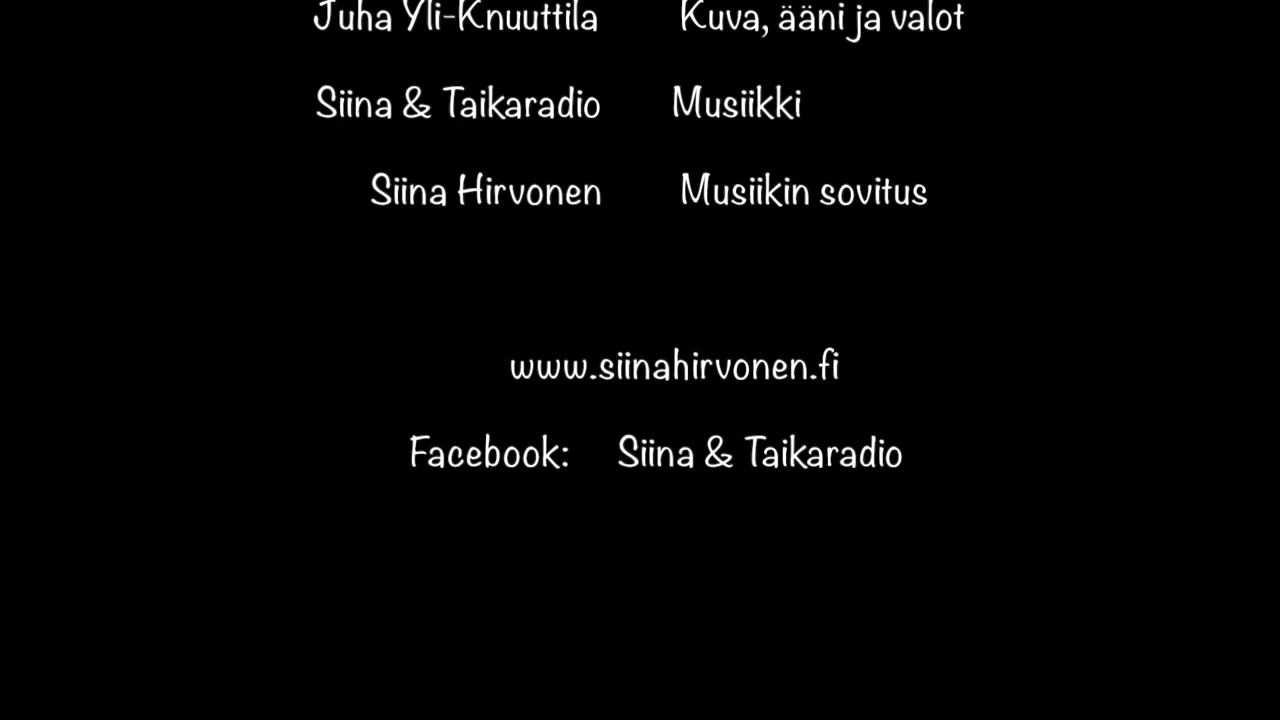 Juha Yli-Knuuttila Kuva, ääni ja valot
Siina & Taikaradio Musiikki
Siina Hirvonen Musiikin sovitus
www.siinahirvonen.fi
Facebook: Siina & Taikaradio